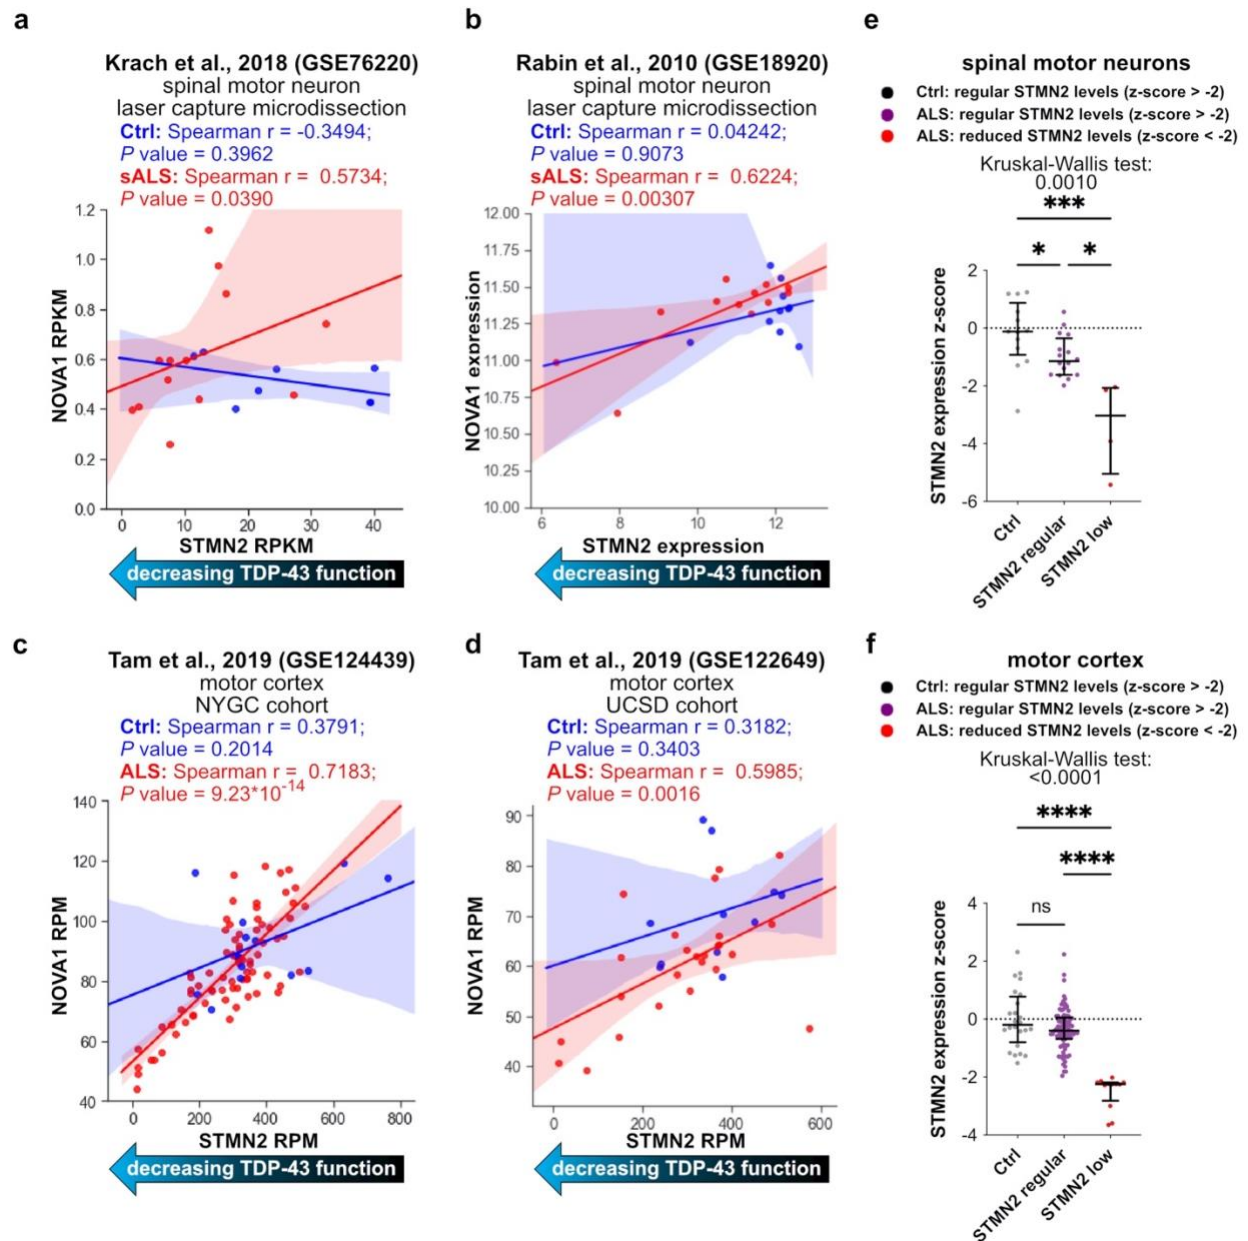 a
Krach et al., 2018 (GSE76220)
spinal motor neuron
laser capture microdissection
Ctrl: Spearman r = -0.3494;
P value = 0.3962
sALS: Spearman r = 0.5734;
P value = 0.0390
NOVA1 RPKM
1.2
1.0
0.8
0.6
0.4
0.2
0.0
0 10 20 30 40
STMN2 RPKM
decreasing TDP-43 function
b
Rabin et al., 2010 (GSE18920)
spinal motor neuron
laser capture microdissection
Ctrl: Spearman r = 0.04242;
P value = 0.9073
sALS: Spearman r = 0.6224;
P value = 0.00307
NOVA1 expression
12.00
11.75
11.50
11.25
11.00
10.75
10.50
10.25
10.00
6 8 10 12
STMN2 expression
decreasing TDP-43 function
e
spinal motor neurons
Ctrl: regular STMN2 levels (z-score > -2)
ALS: regular STMN2 levels (z-score > -2)
ALS: reduced STMN2 levels (z-score < -2)
Kruskal-Wallis test:
0.0010
***
* *
STMN2 expression z-score
2
0
-2
-4
-6
Ctrl
STMN2 regular
STMN2 low
c
Tam et al., 2019 (GSE124439)
motor cortex
NYGC cohort
Ctrl: Spearman r = 0.3791;
P value = 0.2014
ALS: Spearman r = 0.7183;
P value = 9.23*10-14
NOVA1 RPM
140
120
100
80
60
40
0 200 400 600 800
STMN2 RPM
decreasing TDP-43 function
d
Tam et al., 2019 (GSE122649)
motor cortex
UCSD cohort
Ctrl: Spearman r = 0.3182;
P value = 0.3403
ALS: Spearman r = 0.5985;
P value = 0.0016
NOVA1 RPM
90
80
70
60
50
40
0 200 400 600
STMN2 RPM
decreasing TDP-43 function
f
motor cortex
Ctrl: regular STMN2 levels (z-score > -2)
ALS: regular STMN2 levels (z-score > -2)
ALS: reduced STMN2 levels (z-score < -2)
Kruskal-Wallis test:
<0.0001
****
****
ns
STMN2 expression z-score
4
2
0
-2
-4
Ctrl
STMN2 regular
STMN2 low